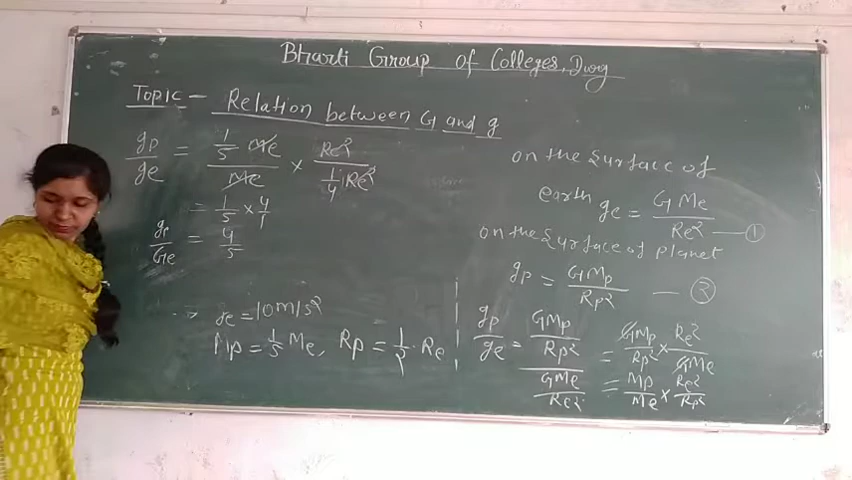 Bharti Group of Colleges, Durg
Topic - Relation between G and g
gp/ge = (1/5 Me)/Me × Re²/(1/4 Re²)
= 1/5 × 4/1
gp/Ge = 4/5
ge = 10 m/s²
Mp = 1/5 Me, Rp = 1/2 . Re
on the Surface of
earth ge = G Me/Re² — ①
on the Surface of planet
gp = G Mp/Rp² — ②
gp/ge = (GMp/Rp²)/(GMe/Re²) = GMp/Rp² × Re²/GMe
= Mp/Me × Re²/Rp²